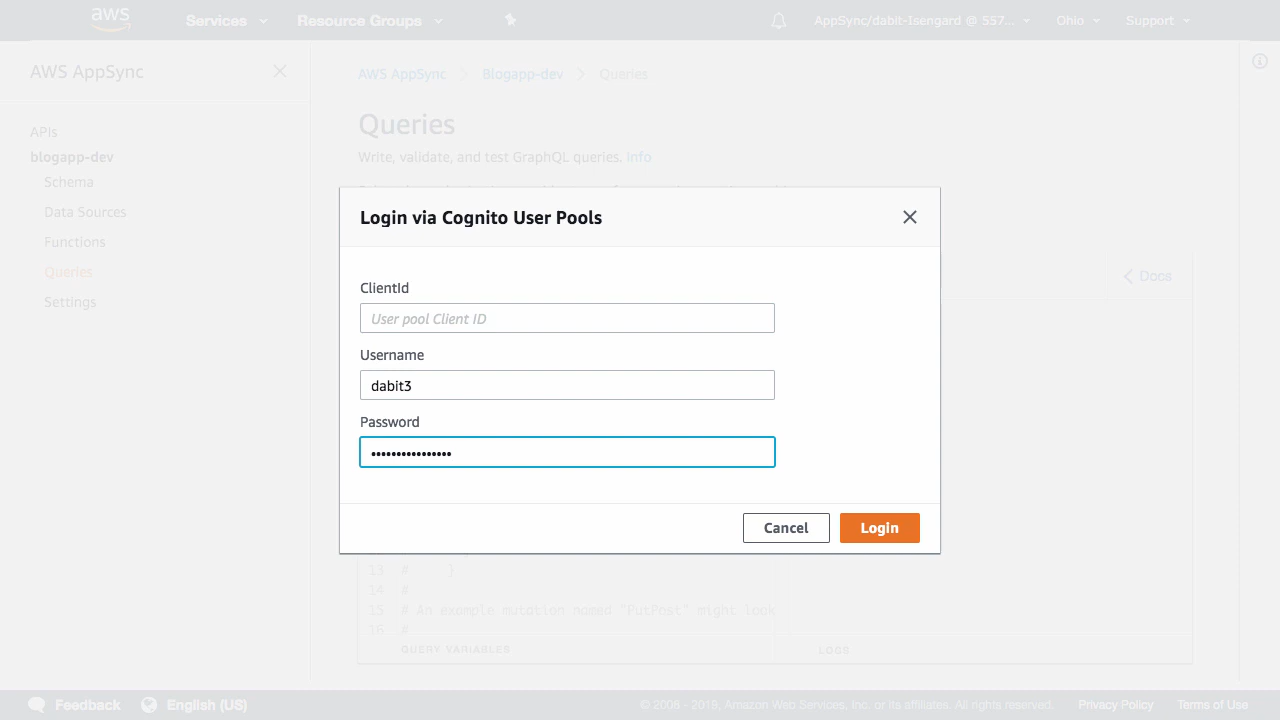 aws Services Resource Groups AppSync/dabit-Isengard @ 557... Ohio Support
AWS AppSync
AWS AppSync > Blogapp-dev > Queries
APIs
blogapp-dev
Schema
Data Sources
Functions
Queries
Settings
Queries
Write, validate, and test GraphQL queries. Info
< Docs
Login via Cognito User Pools
ClientId
User pool Client ID
Username
dabit3
Password
••••••••••••••••
Cancel Login
13 # }
14 #
15 # An example mutation named "PutPost" might look
16 #
QUERY VARIABLES LOGS
Feedback English (US) © 2006 - 2019, Amazon Web Services, Inc. or its affiliates. All rights reserved. Privacy Policy Terms of Use